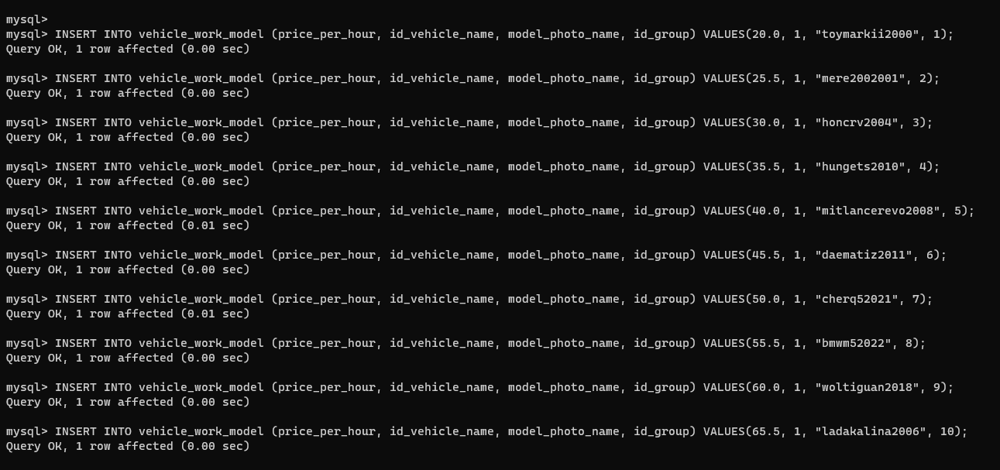 mysql>
mysql> INSERT INTO vehicle_work_model (price_per_hour, id_vehicle_name, model_photo_name, id_group) VALUES(20.0, 1, "toymarkii2000", 1);
Query OK, 1 row affected (0.00 sec)
mysql> INSERT INTO vehicle_work_model (price_per_hour, id_vehicle_name, model_photo_name, id_group) VALUES(25.5, 1, "mere2002001", 2);
Query OK, 1 row affected (0.00 sec)
mysql> INSERT INTO vehicle_work_model (price_per_hour, id_vehicle_name, model_photo_name, id_group) VALUES(30.0, 1, "honcrv2004", 3);
Query OK, 1 row affected (0.00 sec)
mysql> INSERT INTO vehicle_work_model (price_per_hour, id_vehicle_name, model_photo_name, id_group) VALUES(35.5, 1, "hungets2010", 4);
Query OK, 1 row affected (0.00 sec)
mysql> INSERT INTO vehicle_work_model (price_per_hour, id_vehicle_name, model_photo_name, id_group) VALUES(40.0, 1, "mitlancerevo2008", 5);
Query OK, 1 row affected (0.01 sec)
mysql> INSERT INTO vehicle_work_model (price_per_hour, id_vehicle_name, model_photo_name, id_group) VALUES(45.5, 1, "daematiz2011", 6);
Query OK, 1 row affected (0.00 sec)
mysql> INSERT INTO vehicle_work_model (price_per_hour, id_vehicle_name, model_photo_name, id_group) VALUES(50.0, 1, "cherq52021", 7);
Query OK, 1 row affected (0.01 sec)
mysql> INSERT INTO vehicle_work_model (price_per_hour, id_vehicle_name, model_photo_name, id_group) VALUES(55.5, 1, "bmwm52022", 8);
Query OK, 1 row affected (0.00 sec)
mysql> INSERT INTO vehicle_work_model (price_per_hour, id_vehicle_name, model_photo_name, id_group) VALUES(60.0, 1, "woltiguan2018", 9);
Query OK, 1 row affected (0.00 sec)
mysql> INSERT INTO vehicle_work_model (price_per_hour, id_vehicle_name, model_photo_name, id_group) VALUES(65.5, 1, "ladakalina2006", 10);
Query OK, 1 row affected (0.00 sec)